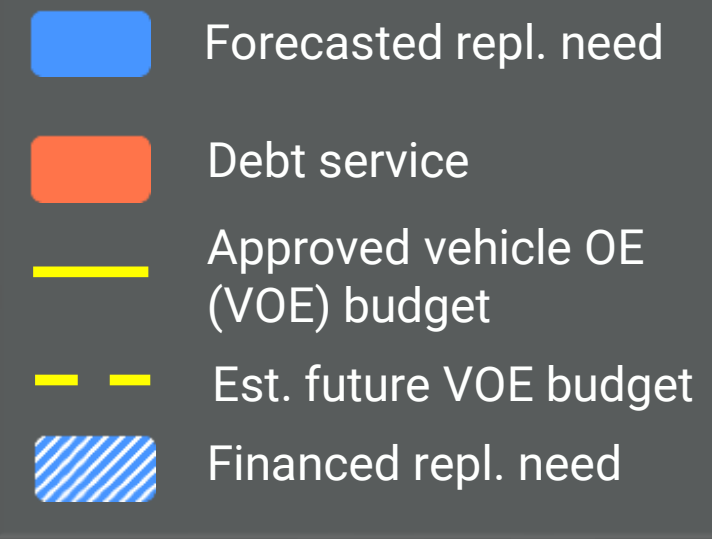 Forecasted repl. need
Debt service
Approved vehicle OE
(VOE) budget
Est. future VOE budget
Financed repl. need